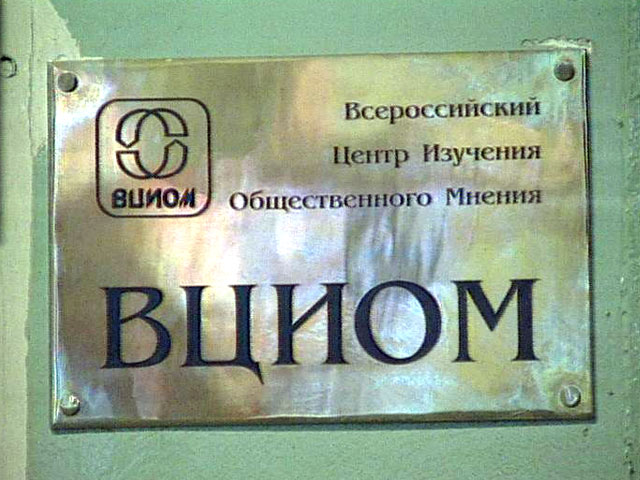 Всероссийский
Центр Изучения
Общественного Мнения
ВЦИОМ
ВЦИОМ